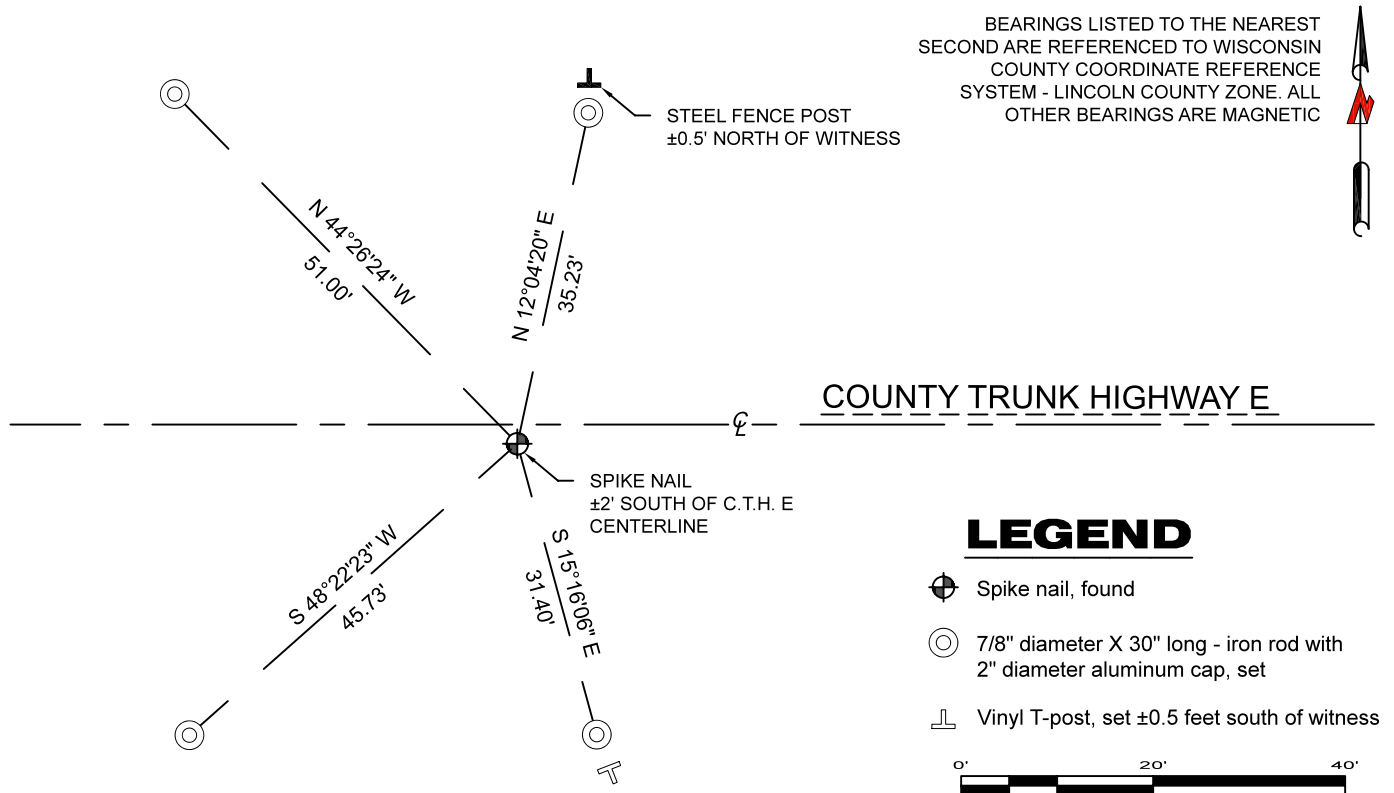 BEARINGS LISTED TO THE NEAREST
SECOND ARE REFERENCED TO WISCONSIN
COUNTY COORDINATE REFERENCE
SYSTEM - LINCOLN COUNTY ZONE. ALL
OTHER BEARINGS ARE MAGNETIC
N
STEEL FENCE POST
±0.5' NORTH OF WITNESS
N 44°26'24" W
51.00'
N 12°04'20" E
35.23'
COUNTY TRUNK HIGHWAY E
CL
SPIKE NAIL
±2' SOUTH OF C.T.H. E
CENTERLINE
S 48°22'23" W
45.73'
S 15°16'06" E
31.40'
LEGEND
Spike nail, found
7/8" diameter X 30" long - iron rod with
2" diameter aluminum cap, set
Vinyl T-post, set ±0.5 feet south of witness
0' 20' 40'